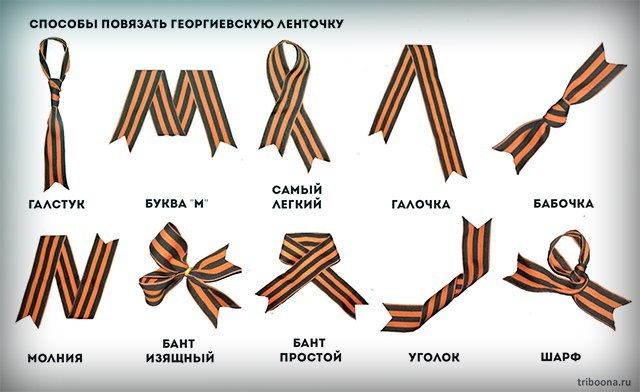 СПОСОБЫ ПОВЯЗАТЬ ГЕОРГИЕВСКУЮ ЛЕНТОЧКУ
ГАЛСТУК
БУКВА "М"
САМЫЙ
ЛЕГКИЙ
ГАЛОЧКА
БАБОЧКА
МОЛНИЯ
БАНТ
ИЗЯЩНЫЙ
БАНТ
ПРОСТОЙ
УГОЛОК
ШАРФ
triboona.ru